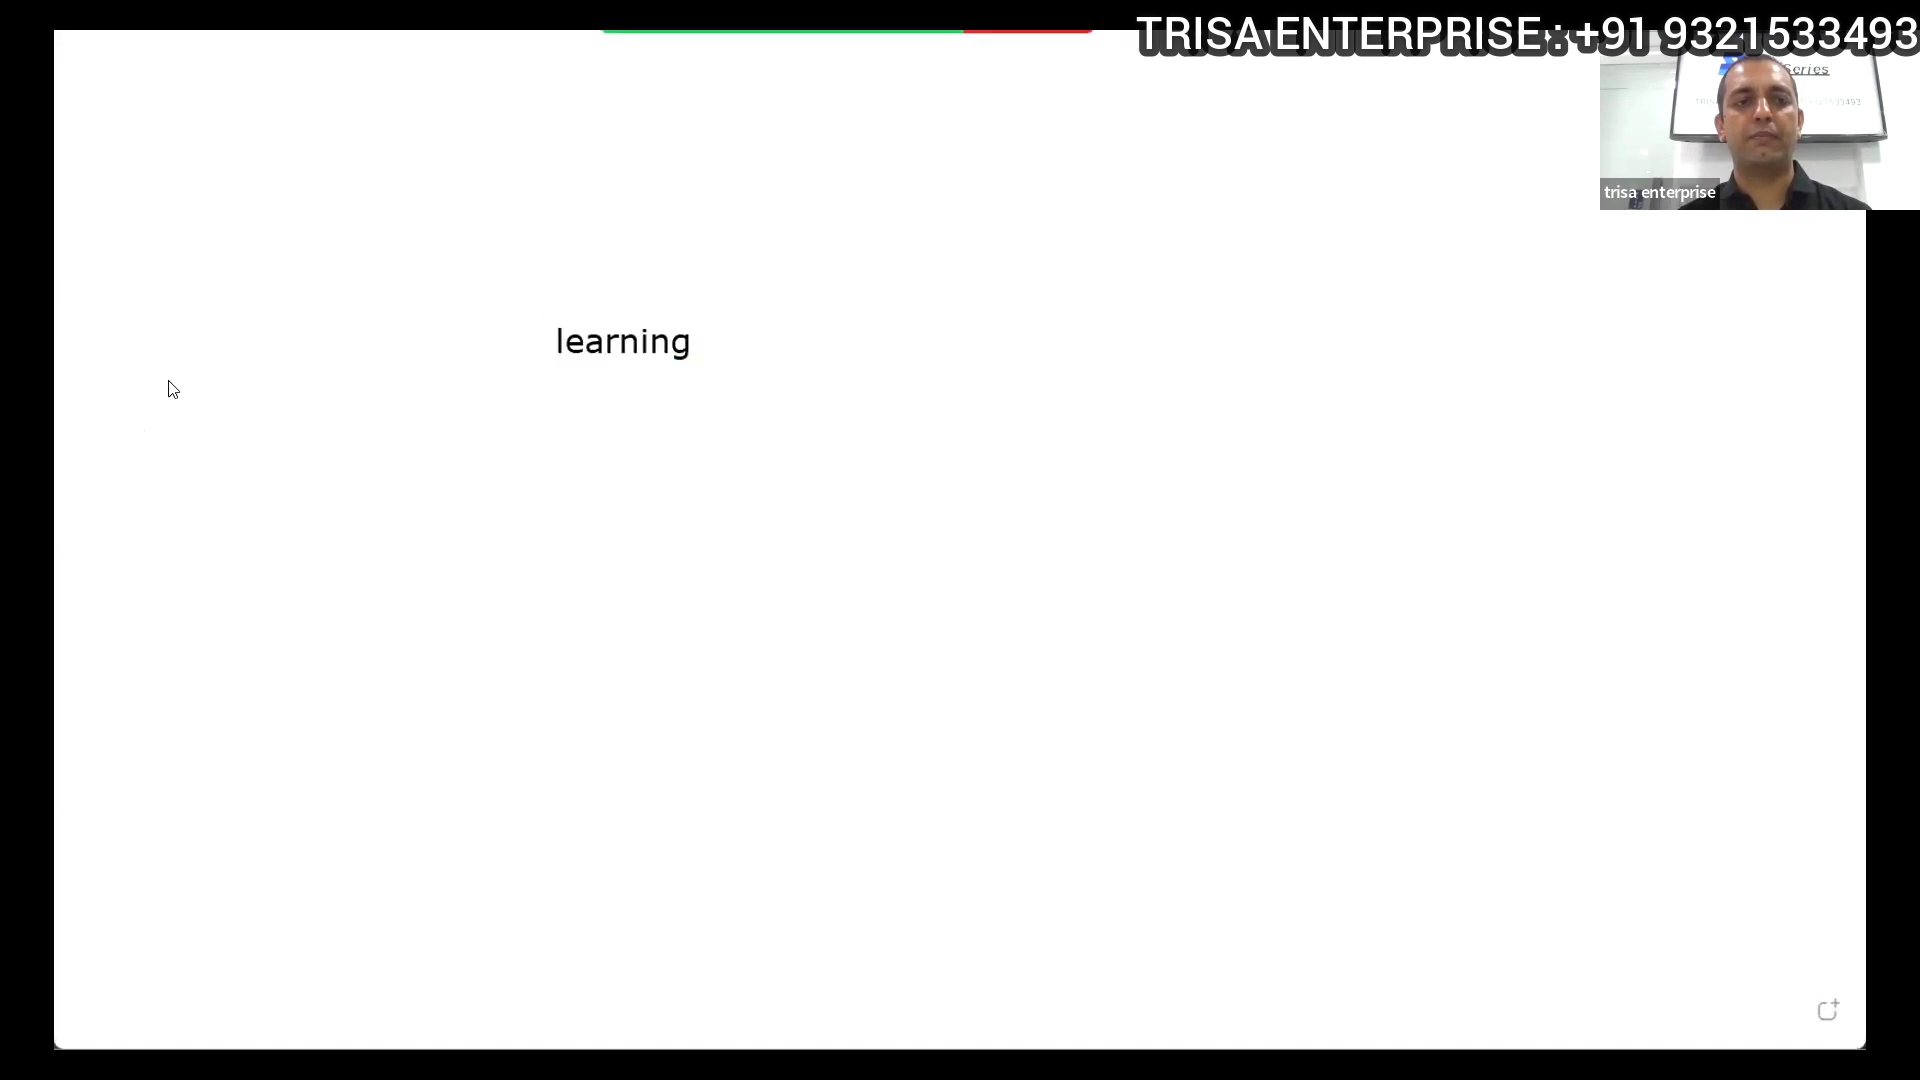 TRISA ENTERPRISE : +91 9321533493
Series
trisa enterprise
learning